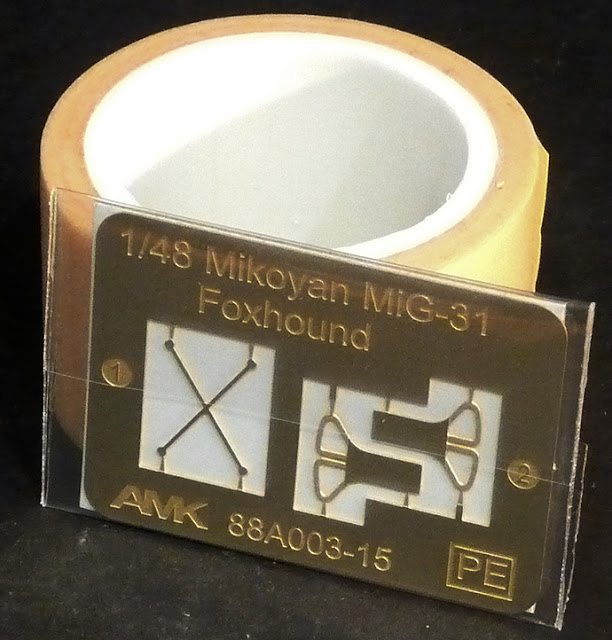 1/48 Mikoyan MiG-31
Foxhound
1
2
AMK
88A003-15
PE